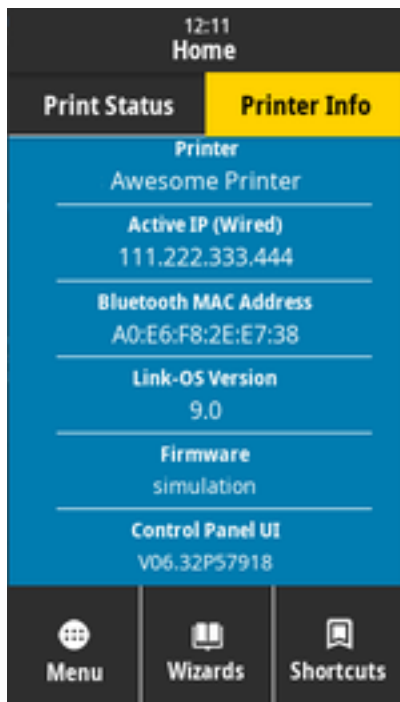 12:11
Home
Print Status Printer Info
Printer
Awesome Printer
Active IP (Wired)
111.222.333.444
Bluetooth MAC Address
A0:E6:F8:2E:E7:38
Link-OS Version
9.0
Firmware
simulation
Control Panel UI
V06.32P57918
Menu Wizards Shortcuts